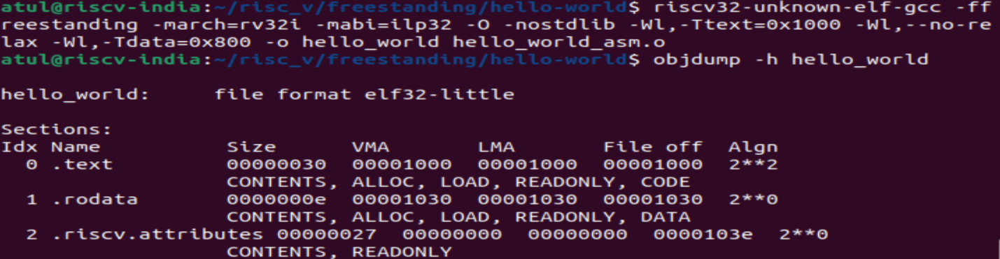 atul@riscv-india:~/risc_v/freestanding/hello-world$ riscv32-unknown-elf-gcc -ff
reestanding -march=rv32i -mabi=ilp32 -O -nostdlib -Wl,-Ttext=0x1000 -Wl,--no-re
lax -Wl,-Tdata=0x800 -o hello_world hello_world_asm.o
atul@riscv-india:~/risc_v/freestanding/hello-world$ objdump -h hello_world
hello_world:     file format elf32-little
Sections:
Idx Name          Size      VMA       LMA       File off  Algn
  0 .text         00000030  00001000  00001000  00001000  2**2
                  CONTENTS, ALLOC, LOAD, READONLY, CODE
  1 .rodata       0000000e  00001030  00001030  00001030  2**0
                  CONTENTS, ALLOC, LOAD, READONLY, DATA
  2 .riscv.attributes 00000027  00000000  00000000  0000103e  2**0
                  CONTENTS, READONLY